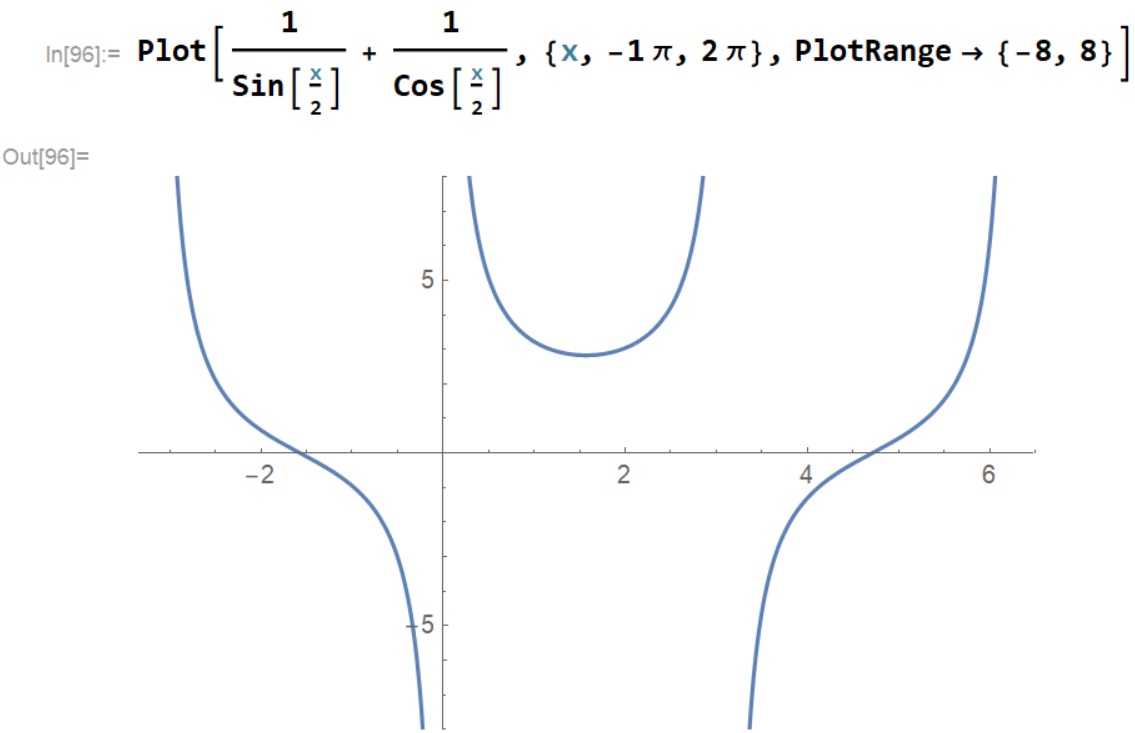 In[96]:= Plot[1/Sin[x/2] + 1/Cos[x/2], {x, -1 π, 2 π}, PlotRange → {-8, 8}]
Out[96]=
5
-2 2 4 6
-5